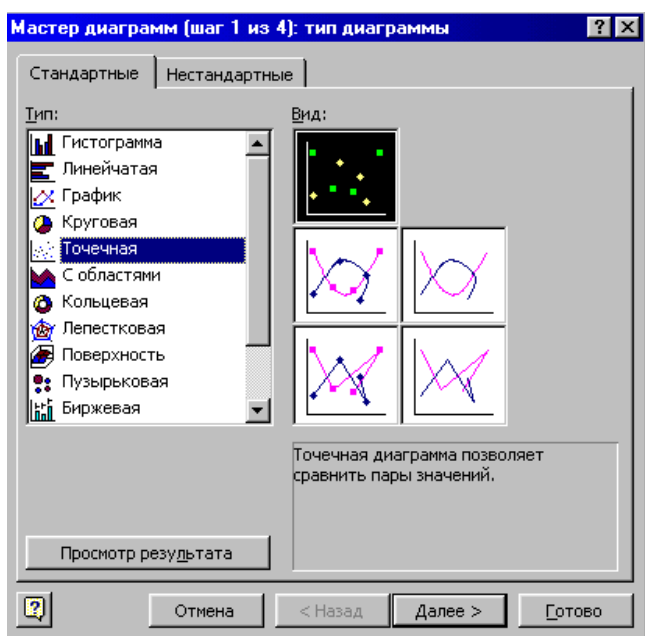 Мастер диаграмм (шаг 1 из 4): тип диаграммы
Стандартные
Нестандартные
Тип:
Вид:
Гистограмма
Линейчатая
График
Круговая
Точечная
С областями
Кольцевая
Лепестковая
Поверхность
Пузырьковая
Биржевая
Точечная диаграмма позволяет
сравнить пары значений.
Просмотр результата
Отмена
< Назад
Далее >
Готово